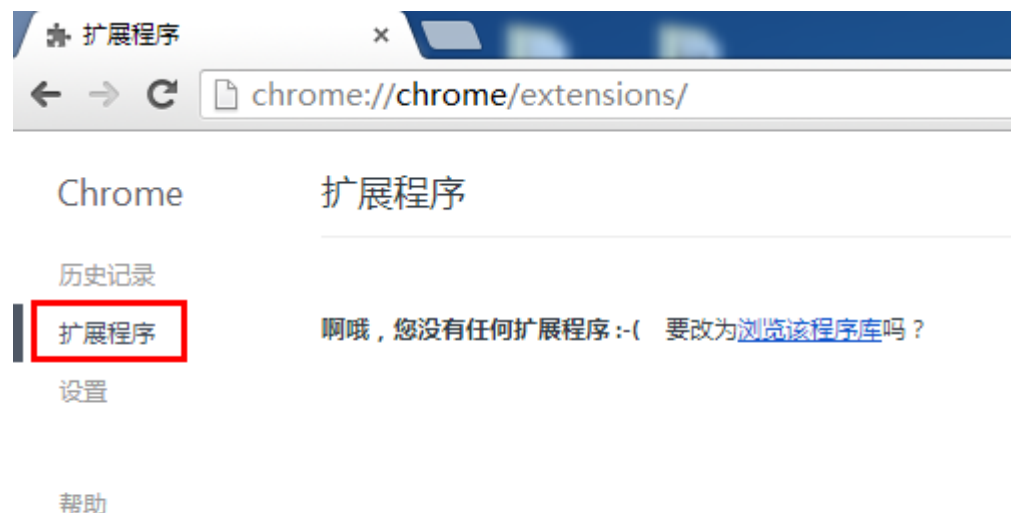 扩展程序
chrome://chrome/extensions/
Chrome
扩展程序
历史记录
扩展程序
啊哦，您没有任何扩展程序 :-( 要改为浏览该程序库吗？
设置
帮助